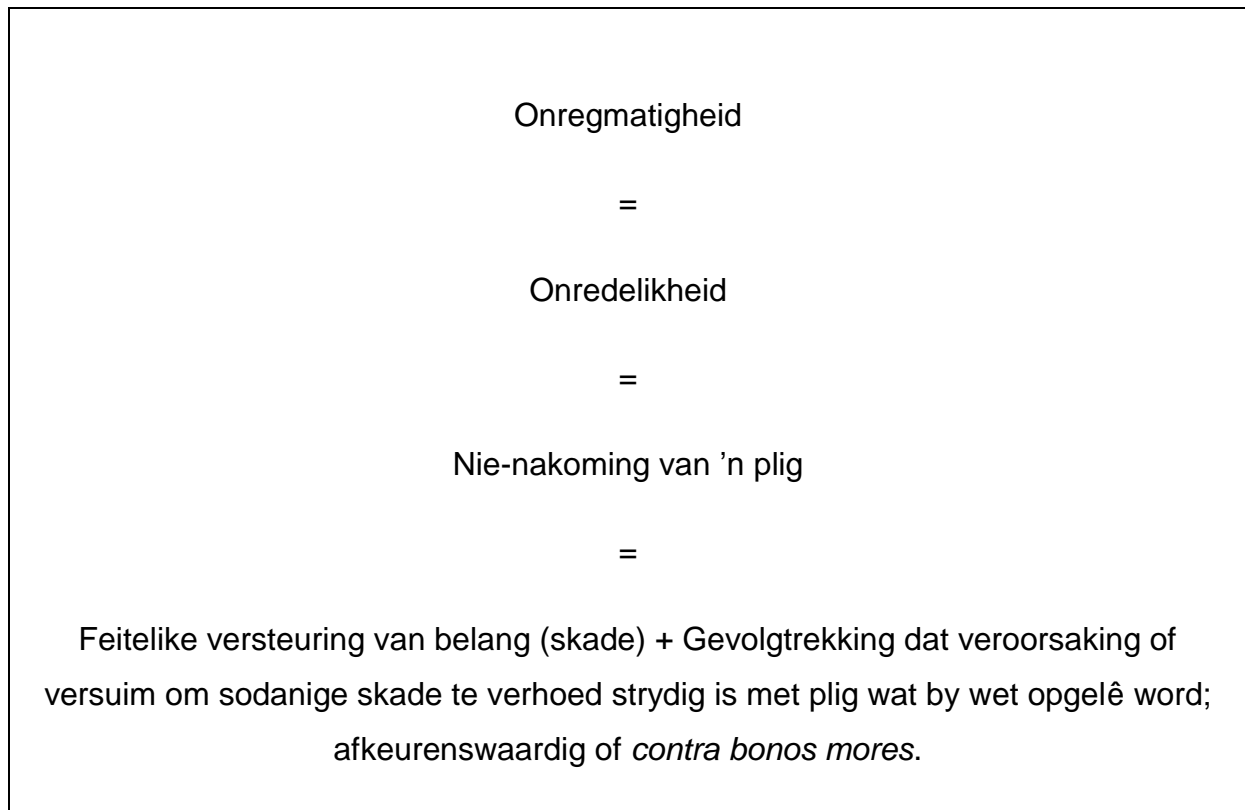 Onregmatigheid
=
Onredelikheid
=
Nie-nakoming van ’n plig
=
Feitelike versteuring van belang (skade) + Gevolgtrekking dat veroorsaking of
versuim om sodanige skade te verhoed strydig is met plig wat by wet opgelê word;
afkeurenswaardig of contra bonos mores.